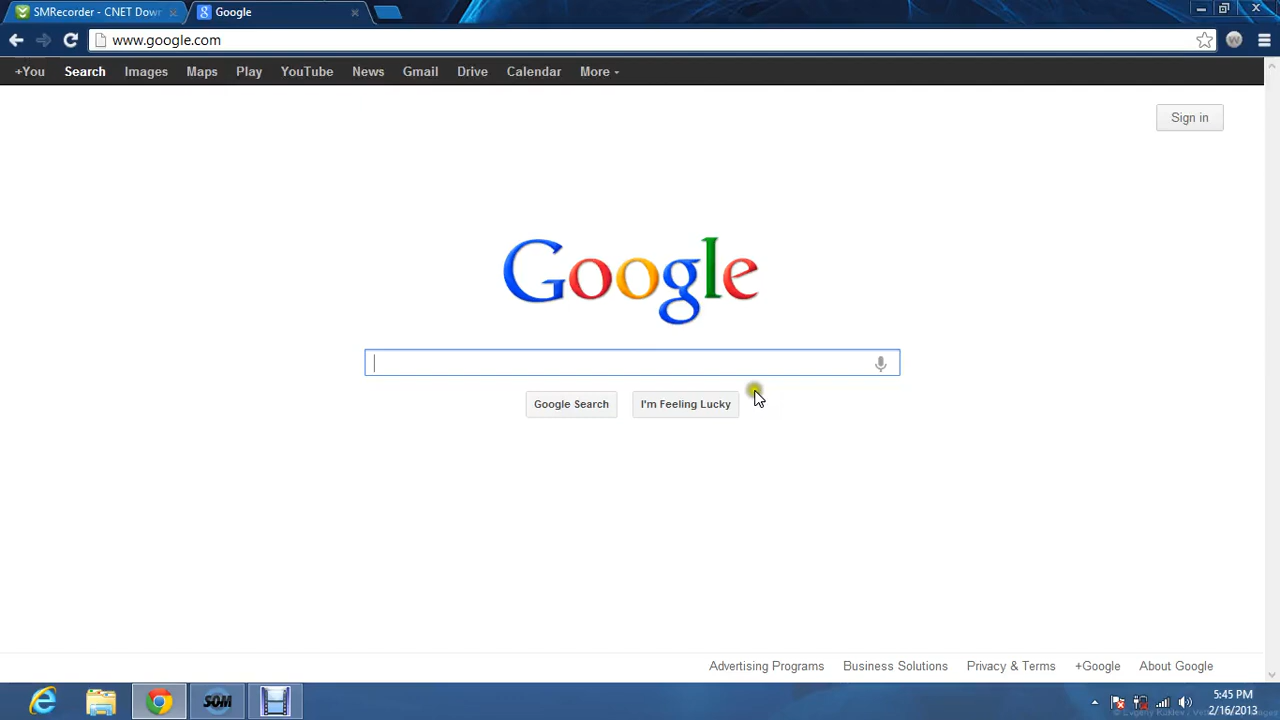 SMRecorder - CNET Dow
Google
www.google.com
+You Search Images Maps Play YouTube News Gmail Drive Calendar More
Sign in
Google
Google Search I'm Feeling Lucky
Advertising Programs Business Solutions Privacy & Terms +Google About Google
SOM
5:45 PM
2/16/2013